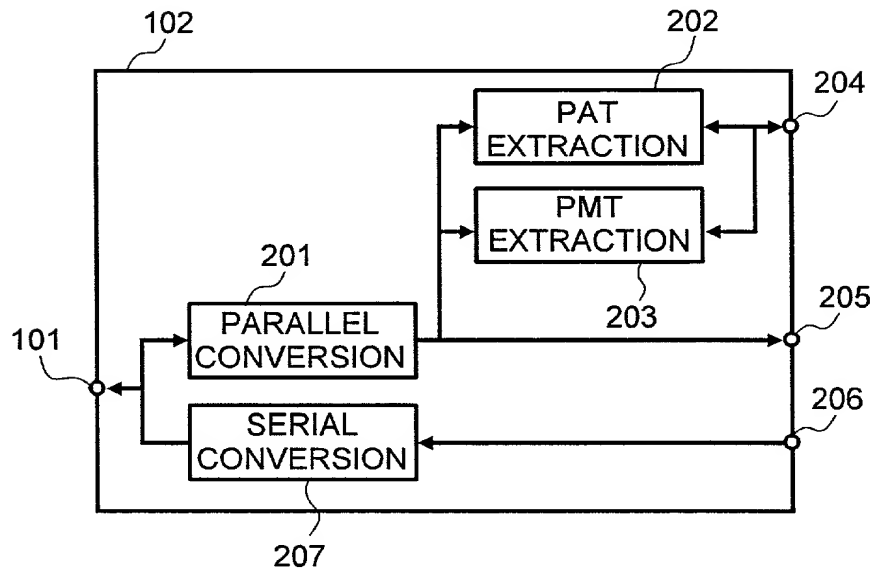 102
202
204
PAT
EXTRACTION
PMT
EXTRACTION
201
203
205
PARALLEL
CONVERSION
101
206
SERIAL
CONVERSION
207